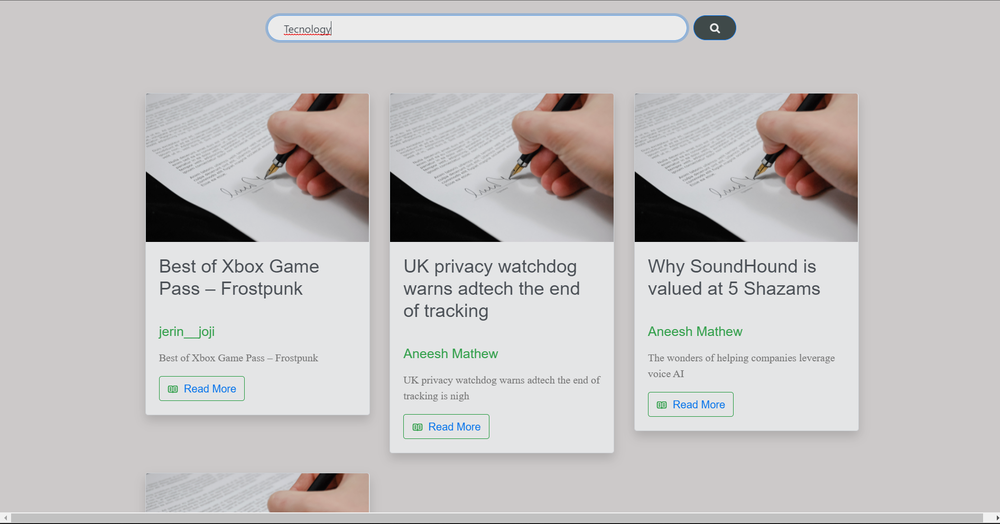 Tecnology
Best of Xbox Game
Pass – Frostpunk
jerin__joji
Best of Xbox Game Pass – Frostpunk
Read More
UK privacy watchdog
warns adtech the end
of tracking
Aneesh Mathew
UK privacy watchdog warns adtech the end of
tracking is nigh
Read More
Why SoundHound is
valued at 5 Shazams
Aneesh Mathew
The wonders of helping companies leverage
voice AI
Read More